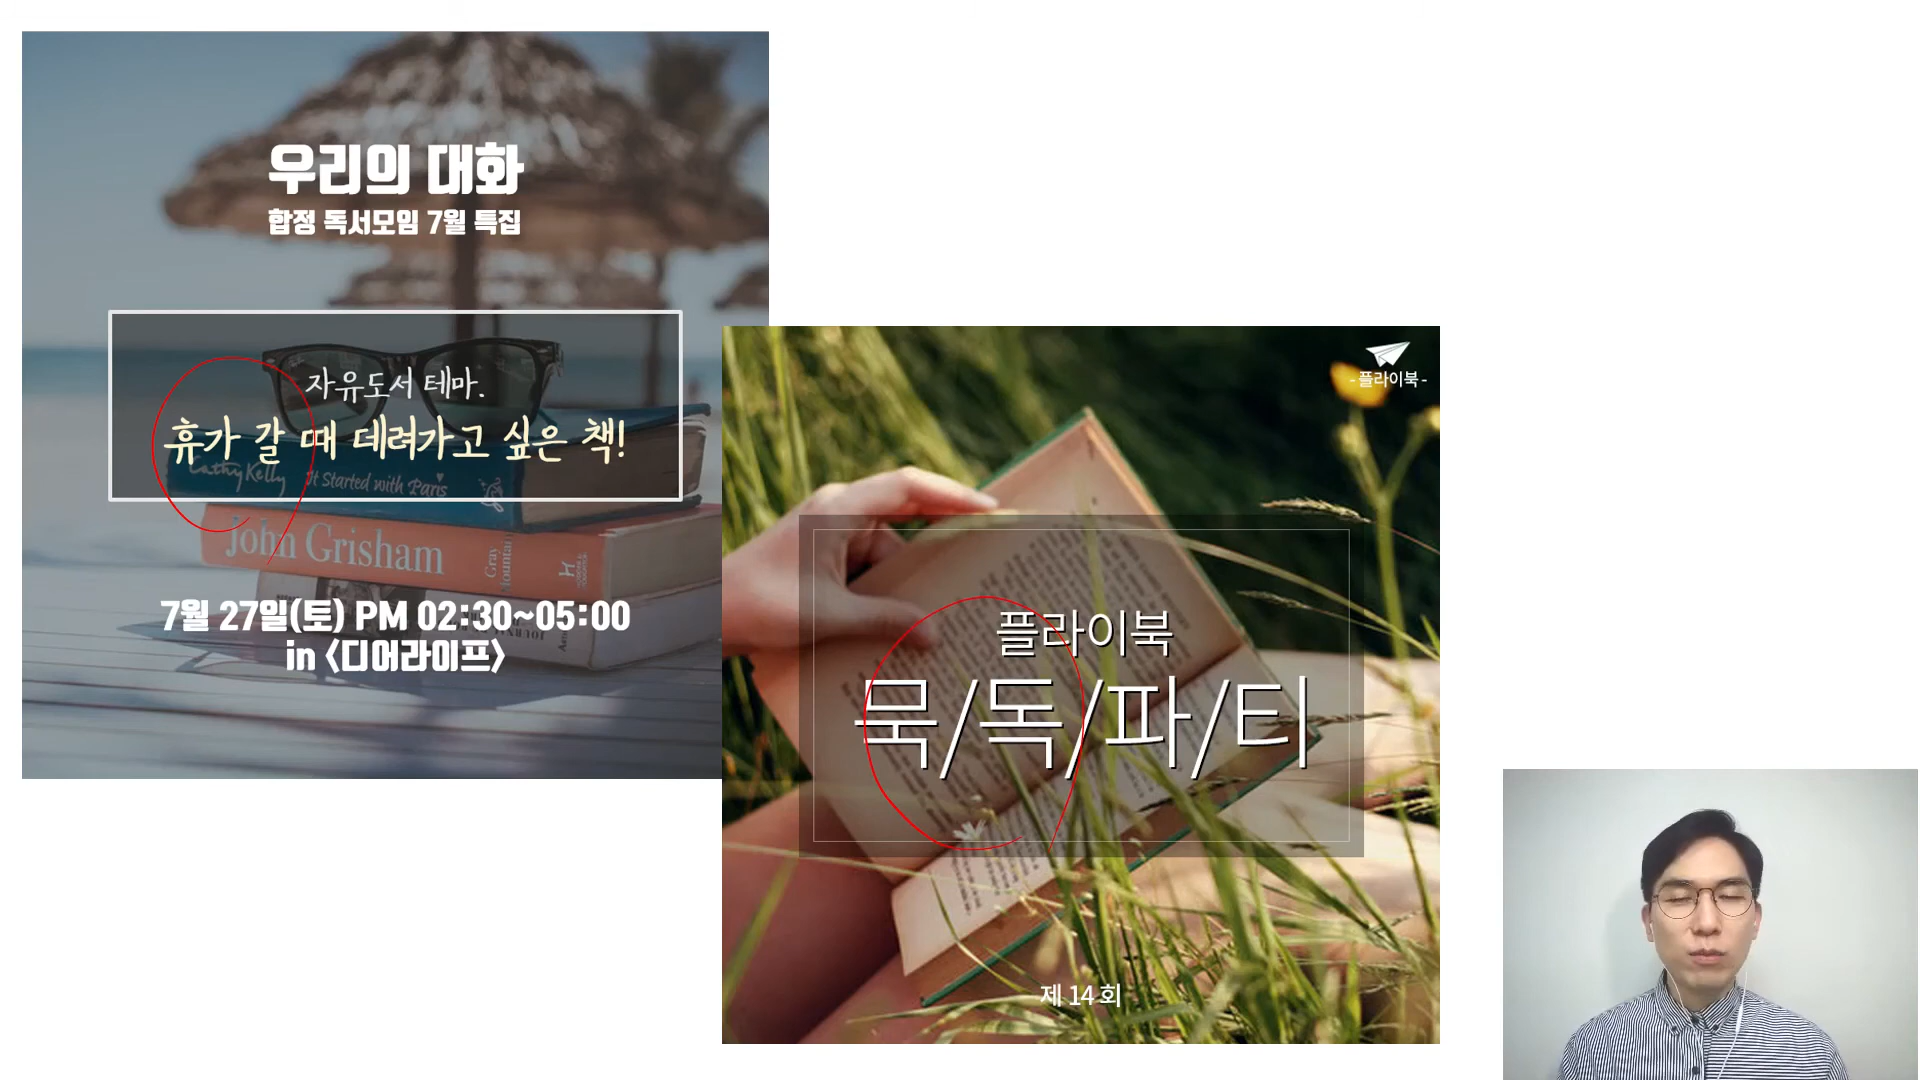 우리의 대화
합정 독서모임 7월 특집
자유도서 테마.
휴가 갈 때 데려가고 싶은 책!
Cathy Kelly It Started with Paris
John Grisham
Gray
7월 27일(토) PM 02:30~05:00
in <디어라이프>
- 플라이북 -
플라이북
묵/독/파/티
제 14 회